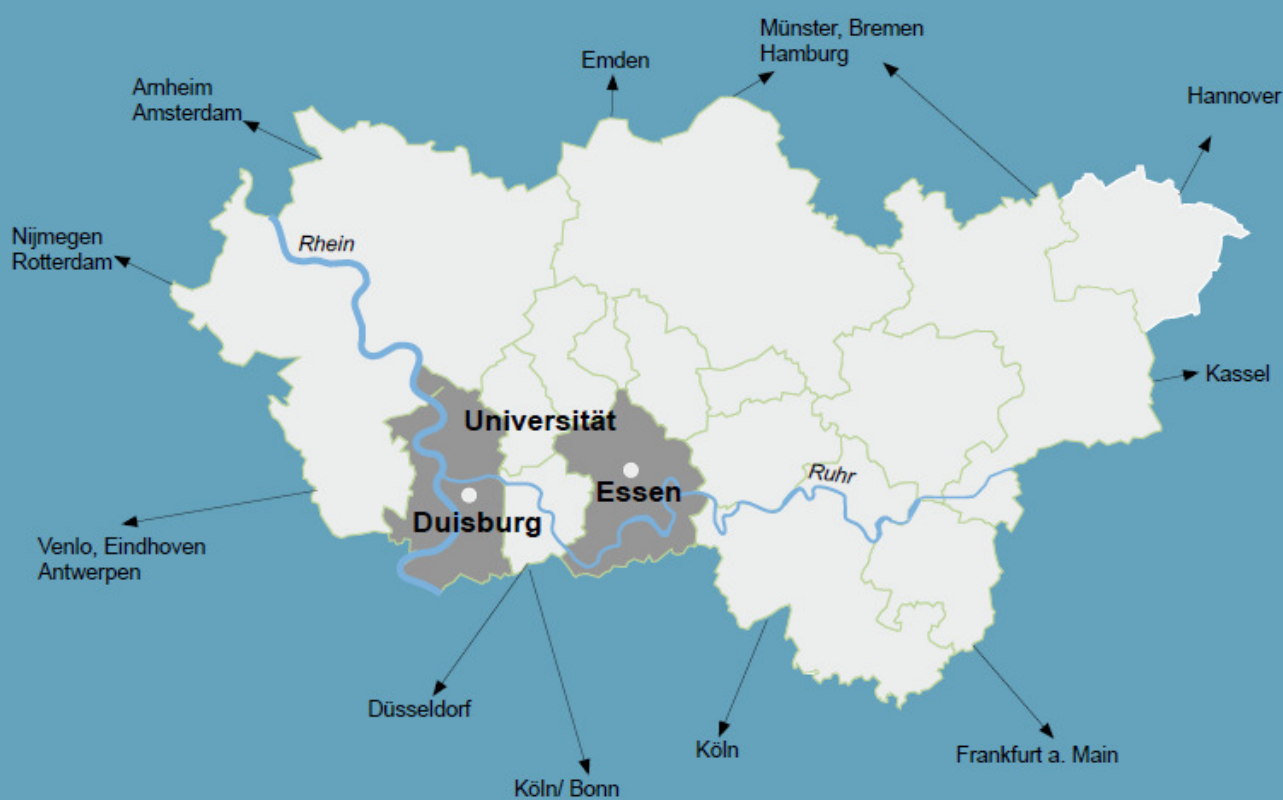 Münster, Bremen
Hamburg
Emden
Arnheim
Amsterdam
Hannover
Nijmegen
Rotterdam
Rhein
Kassel
Universität
Ruhr
Essen
Duisburg
Venlo, Eindhoven
Antwerpen
Düsseldorf
Köln
Frankfurt a. Main
Köln/ Bonn